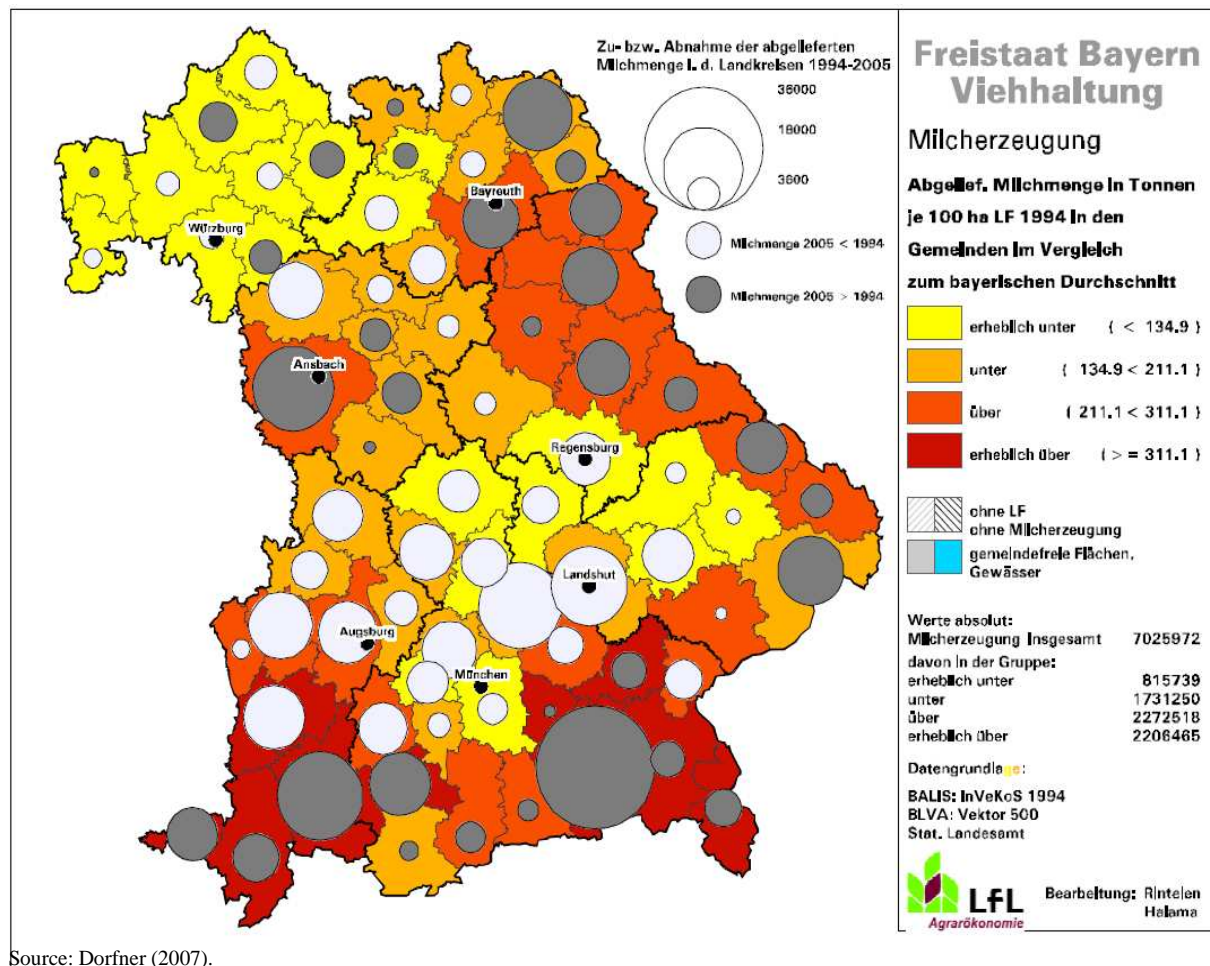 Zu- bzw. Abnahme der abgelieferten
Milchmenge i. d. Landkreisen 1994-2005
36000
18000
3600
Milchmenge 2005 < 1994
Milchmenge 2005 > 1994
Bayreuth
Würzburg
Ansbach
Regensburg
Landshut
Augsburg
München
Freistaat Bayern
Viehhaltung
Milcherzeugung
Abgelief. Milchmenge in Tonnen
je 100 ha LF 1994 in den
Gemeinden im Vergleich
zum bayerischen Durchschnitt
erheblich unter ( < 134.9 )
unter ( 134.9 < 211.1 )
über ( 211.1 < 311.1 )
erheblich über ( > = 311.1 )
ohne LF
ohne Milcherzeugung
gemeindefreie Flächen,
Gewässer
Werte absolut:
Milcherzeugung insgesamt 7025972
davon in der Gruppe:
erheblich unter 815739
unter 1731250
über 2272518
erheblich über 2206465
Datengrundlage:
BALIS: InVeKoS 1994
BLVA: Vektor 500
Stat. Landesamt
LfL
Agrarökonomie
Bearbeitung: Rintelen
Halama
Source: Dorfner (2007).